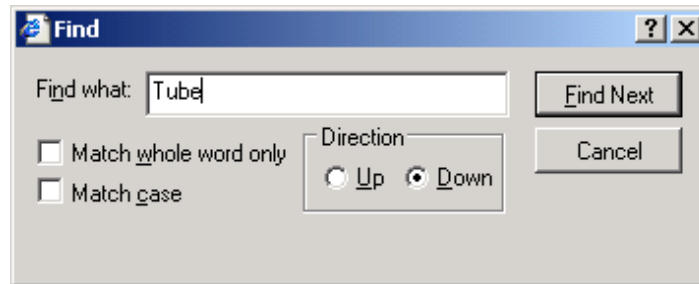 Find
Find what: Tube Find Next
Match whole word only Direction Cancel
Up Down
Match case